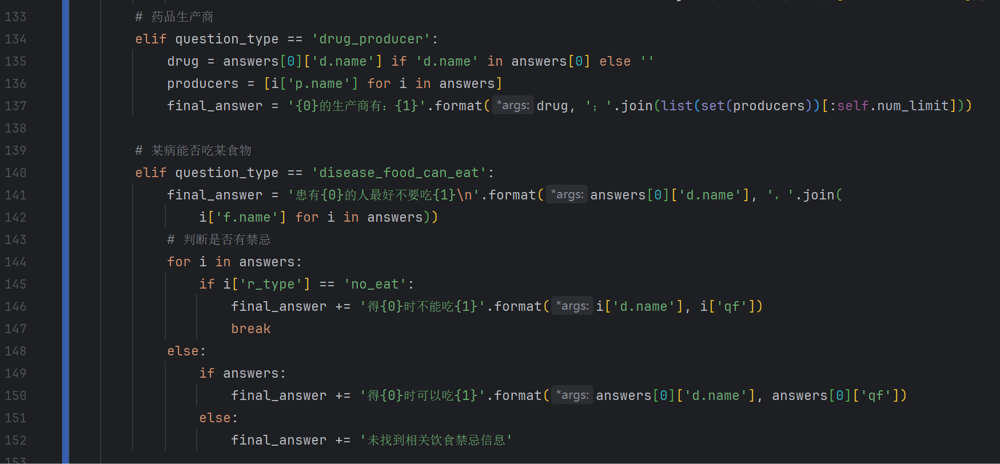 133 # 药品生产商
134 elif question_type == 'drug_producer':
135 drug = answers[0]['d.name'] if 'd.name' in answers[0] else ''
136 producers = [i['p.name'] for i in answers]
137 final_answer = '{0}的生产商有：{1}'.format( *args: drug, '；'.join(list(set(producers))[:self.num_limit]))
138
139 # 某病能否吃某食物
140 elif question_type == 'disease_food_can_eat':
141 final_answer = '患有{0}的人最好不要吃{1}\n'.format( *args: answers[0]['d.name'], '，'.join(
142 i['f.name'] for i in answers))
143 # 判断是否有禁忌
144 for i in answers:
145 if i['r_type'] == 'no_eat':
146 final_answer += '得{0}时不能吃{1}'.format( *args: i['d.name'], i['qf'])
147 break
148 else:
149 if answers:
150 final_answer += '得{0}时可以吃{1}'.format( *args: answers[0]['d.name'], answers[0]['qf'])
151 else:
152 final_answer += '未找到相关饮食禁忌信息'
153